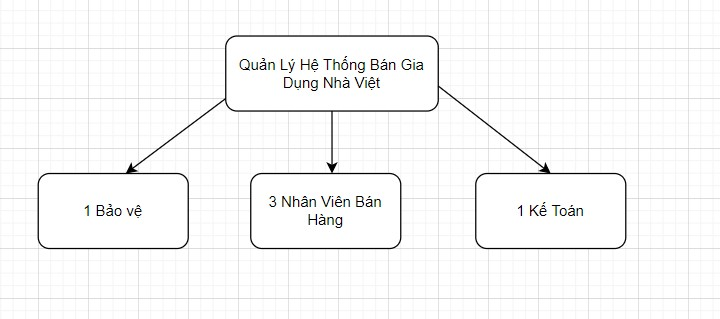 Quản Lý Hệ Thống Bán Gia
Dụng Nhà Việt
1 Bảo vệ
3 Nhân Viên Bán
Hàng
1 Kế Toán